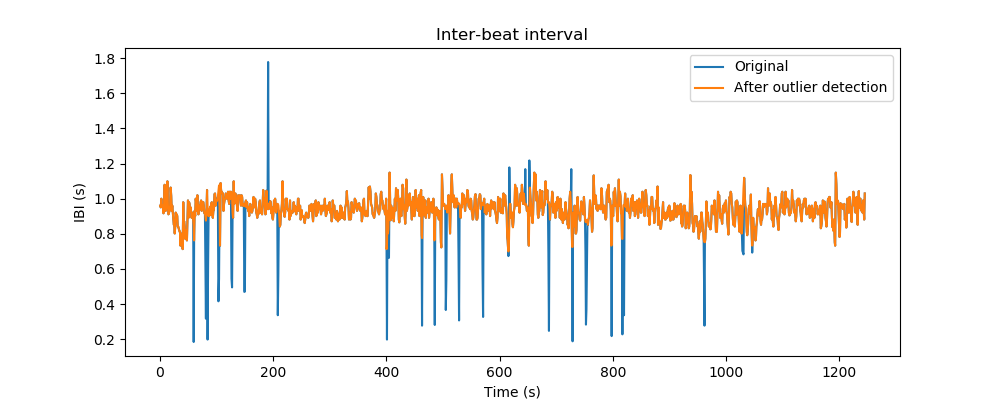 Inter-beat interval
Original
After outlier detection
IBI (s)
1.8
1.6
1.4
1.2
1.0
0.8
0.6
0.4
0.2
0 200 400 600 800 1000 1200
Time (s)